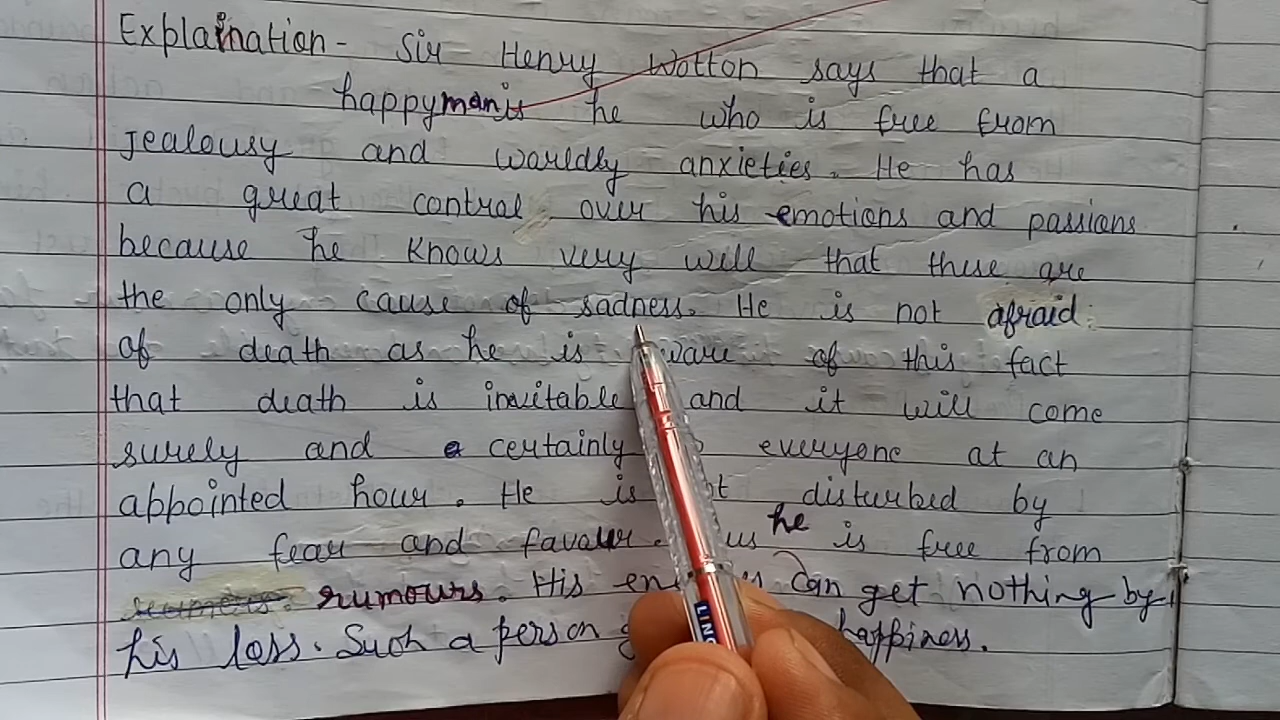 Explaination - Sir Henry Wotton says that a
happy man is he who is free from
Jealousy and worldly anxieties. He has
a great control over his emotions and passions
because he knows very well that these are
the only cause of sadness. He is not afraid
of death as he is aware of this fact
that death is invitable and it will come
surely and certainly everyone at an
appointed hour. He is disturbed by
any fear and favour. he is free from
rumours. His can get nothing by
his loss. Such a person happiness.
LINC